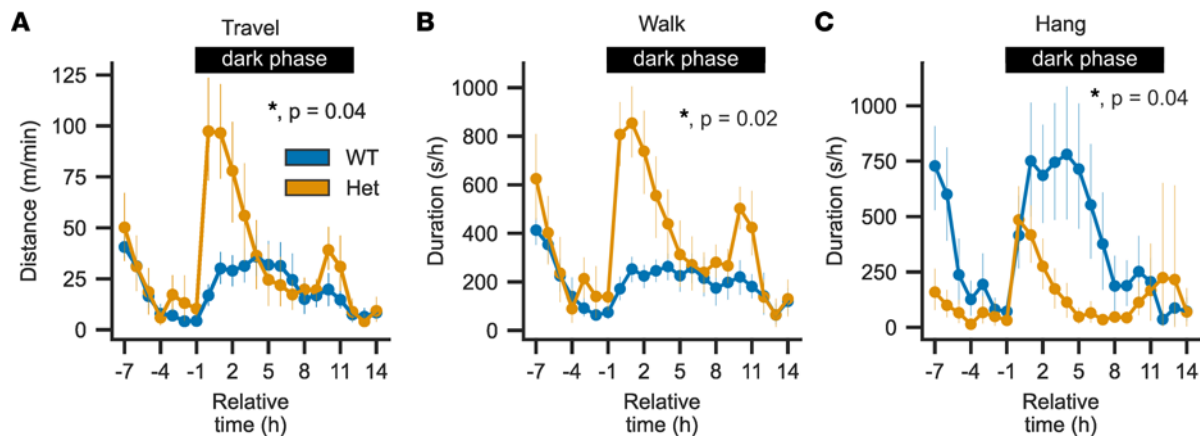 A
Travel
dark phase
Distance (m/min)
125
100
75
50
25
0
*, p = 0.04
WT
Het
-7 -4 -1 2 5 8 11 14
Relative
time (h)
B
Walk
dark phase
Duration (s/h)
1000
800
600
400
200
0
*, p = 0.02
-7 -4 -1 2 5 8 11 14
Relative
time (h)
C
Hang
dark phase
Duration (s/h)
1000
750
500
250
0
*, p = 0.04
-7 -4 -1 2 5 8 11 14
Relative
time (h)